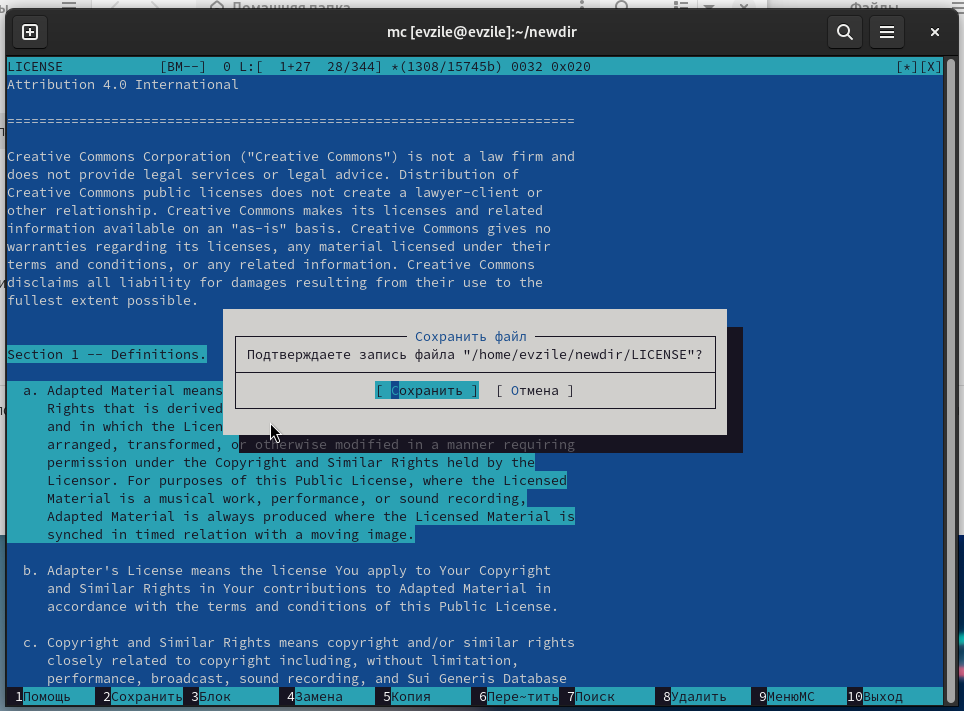 Домашняя папка
Файлы
mc [evzile@evzile]:~/newdir
LICENSE [BM--] 0 L:[ 1+27 28/344] *(1308/15745b) 0032 0x020 [*][X]
Attribution 4.0 International
=======================================================================
Creative Commons Corporation ("Creative Commons") is not a law firm and
does not provide legal services or legal advice. Distribution of
Creative Commons public licenses does not create a lawyer-client or
other relationship. Creative Commons makes its licenses and related
information available on an "as-is" basis. Creative Commons gives no
warranties regarding its licenses, any material licensed under their
terms and conditions, or any related information. Creative Commons
disclaims all liability for damages resulting from their use to the
fullest extent possible.
Section 1 -- Definitions.
a. Adapted Material means
Rights that is derived
and in which the Licen
arranged, transformed, or otherwise modified in a manner requiring
permission under the Copyright and Similar Rights held by the
Licensor. For purposes of this Public License, where the Licensed
Material is a musical work, performance, or sound recording,
Adapted Material is always produced where the Licensed Material is
synched in timed relation with a moving image.
b. Adapter's License means the license You apply to Your Copyright
and Similar Rights in Your contributions to Adapted Material in
accordance with the terms and conditions of this Public License.
c. Copyright and Similar Rights means copyright and/or similar rights
closely related to copyright including, without limitation,
performance, broadcast, sound recording, and Sui Generis Database
Сохранить файл
Подтверждаете запись файла "/home/evzile/newdir/LICENSE"?
[ Сохранить ] [ Отмена ]
1Помощь 2Сохранить 3Блок 4Замена 5Копия 6Пере~тить 7Поиск 8Удалить 9МенюMC 10Выход